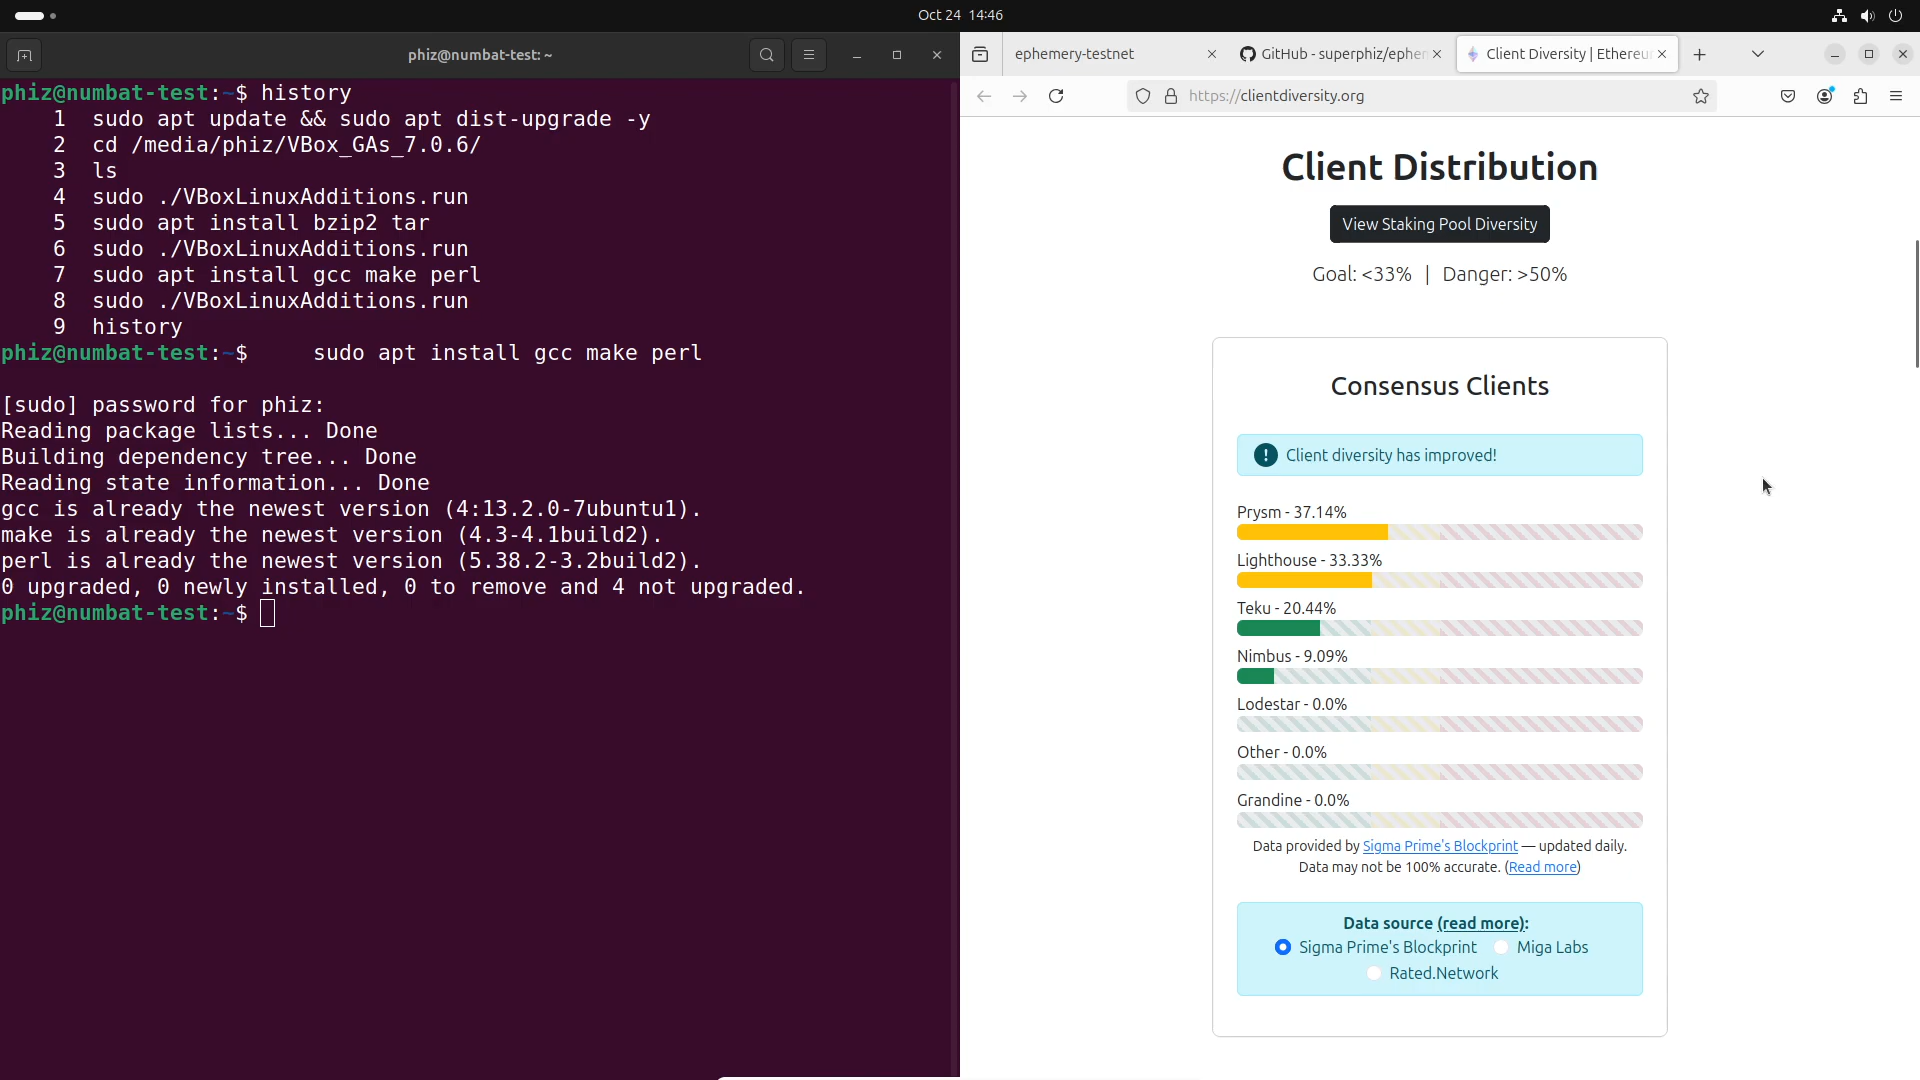 Oct 24 14:46
phiz@numbat-test: ~
phiz@numbat-test:~$ history
1 sudo apt update && sudo apt dist-upgrade -y
2 cd /media/phiz/VBox_GAs_7.0.6/
3 ls
4 sudo ./VBoxLinuxAdditions.run
5 sudo apt install bzip2 tar
6 sudo ./VBoxLinuxAdditions.run
7 sudo apt install gcc make perl
8 sudo ./VBoxLinuxAdditions.run
9 history
phiz@numbat-test:~$ sudo apt install gcc make perl
[sudo] password for phiz:
Reading package lists... Done
Building dependency tree... Done
Reading state information... Done
gcc is already the newest version (4:13.2.0-7ubuntu1).
make is already the newest version (4.3-4.1build2).
perl is already the newest version (5.38.2-3.2build2).
0 upgraded, 0 newly installed, 0 to remove and 4 not upgraded.
phiz@numbat-test:~$
ephemery-testnet
GitHub - superphiz/epher
Client Diversity | Ethereu
https://clientdiversity.org
Client Distribution
View Staking Pool Diversity
Goal: <33% | Danger: >50%
Consensus Clients
! Client diversity has improved!
Prysm - 37.14%
Lighthouse - 33.33%
Teku - 20.44%
Nimbus - 9.09%
Lodestar - 0.0%
Other - 0.0%
Grandine - 0.0%
Data provided by Sigma Prime's Blockprint — updated daily.
Data may not be 100% accurate. (Read more)
Data source (read more):
Sigma Prime's Blockprint Miga Labs
Rated.Network